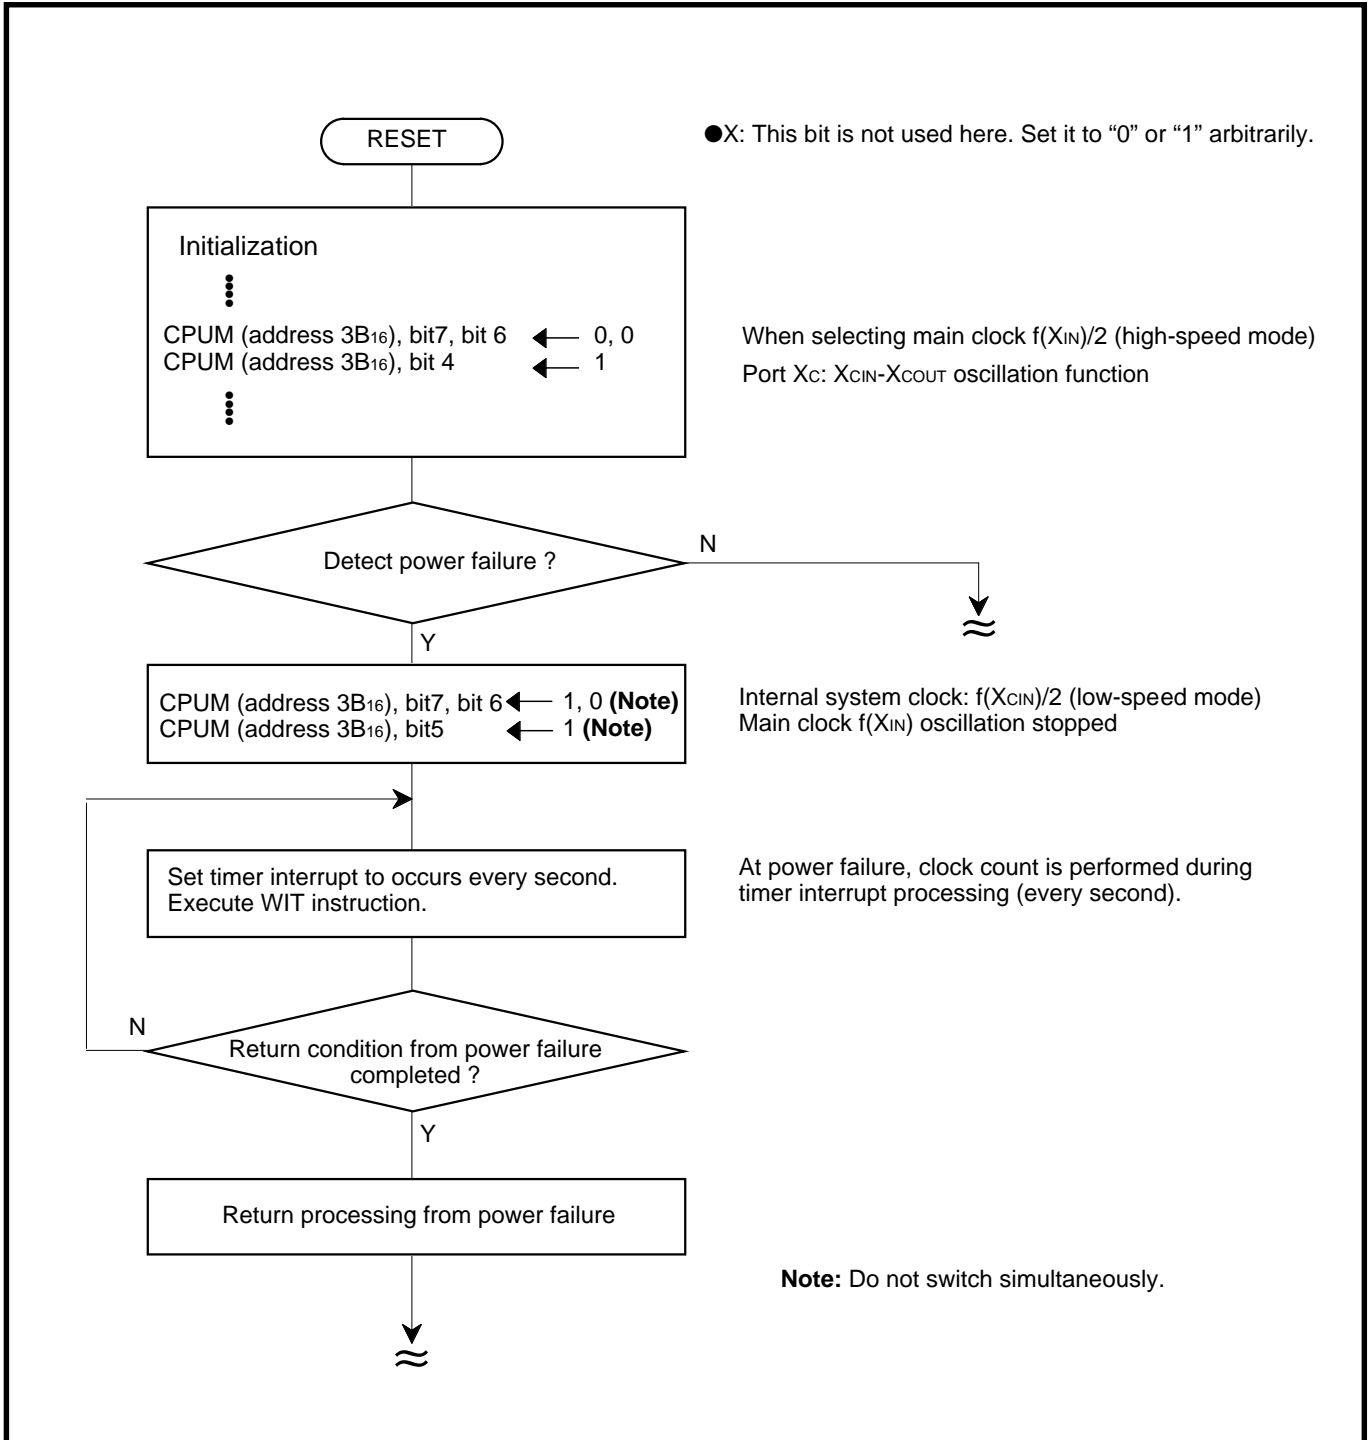 RESET
●X: This bit is not used here. Set it to “0” or “1” arbitrarily.
Initialization
CPUM (address 3B16), bit7, bit 6 0, 0
When selecting main clock f(XIN)/2 (high-speed mode)
CPUM (address 3B16), bit 4 1
Port XC: XCIN-XCOUT oscillation function
Detect power failure ?
N
Y
CPUM (address 3B16), bit7, bit 6 1, 0 (Note)
Internal system clock: f(XCIN)/2 (low-speed mode)
CPUM (address 3B16), bit5 1 (Note)
Main clock f(XIN) oscillation stopped
Set timer interrupt to occurs every second.
Execute WIT instruction.
At power failure, clock count is performed during
timer interrupt processing (every second).
N
Return condition from power failure
completed ?
Y
Return processing from power failure
Note: Do not switch simultaneously.